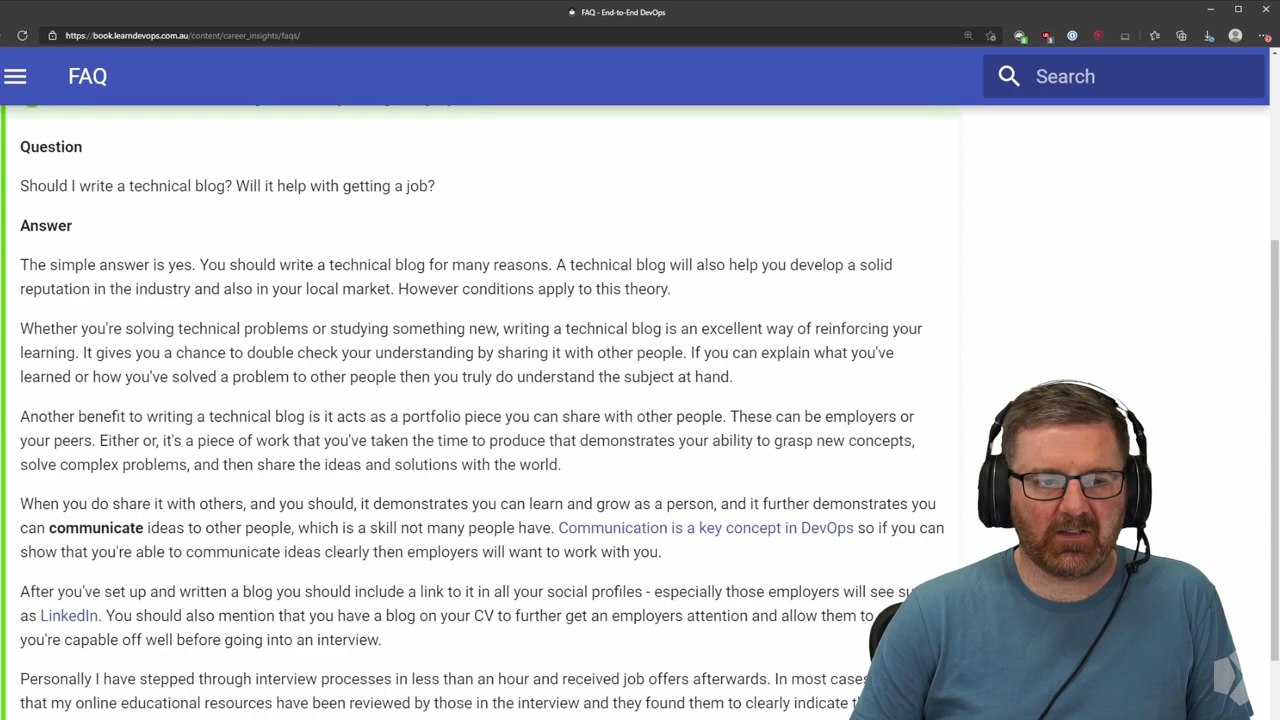 FAQ - End-to-End DevOps
https://book.learndevops.com.au/content/career_insights/faqs/
FAQ
Search
Question
Should I write a technical blog? Will it help with getting a job?
Answer
The simple answer is yes. You should write a technical blog for many reasons. A technical blog will also help you develop a solid
reputation in the industry and also in your local market. However conditions apply to this theory.
Whether you're solving technical problems or studying something new, writing a technical blog is an excellent way of reinforcing your
learning. It gives you a chance to double check your understanding by sharing it with other people. If you can explain what you've
learned or how you've solved a problem to other people then you truly do understand the subject at hand.
Another benefit to writing a technical blog is it acts as a portfolio piece you can share with other people. These can be employers or
your peers. Either or, it's a piece of work that you've taken the time to produce that demonstrates your ability to grasp new concepts,
solve complex problems, and then share the ideas and solutions with the world.
When you do share it with others, and you should, it demonstrates you can learn and grow as a person, and it further demonstrates you
can communicate ideas to other people, which is a skill not many people have. Communication is a key concept in DevOps so if you can
show that you're able to communicate ideas clearly then employers will want to work with you.
After you've set up and written a blog you should include a link to it in all your social profiles - especially those employers will see
as LinkedIn. You should also mention that you have a blog on your CV to further get an employers attention and allow them to
you're capable off well before going into an interview.
Personally I have stepped through interview processes in less than an hour and received job offers afterwards. In most cases
that my online educational resources have been reviewed by those in the interview and they found them to clearly indicate